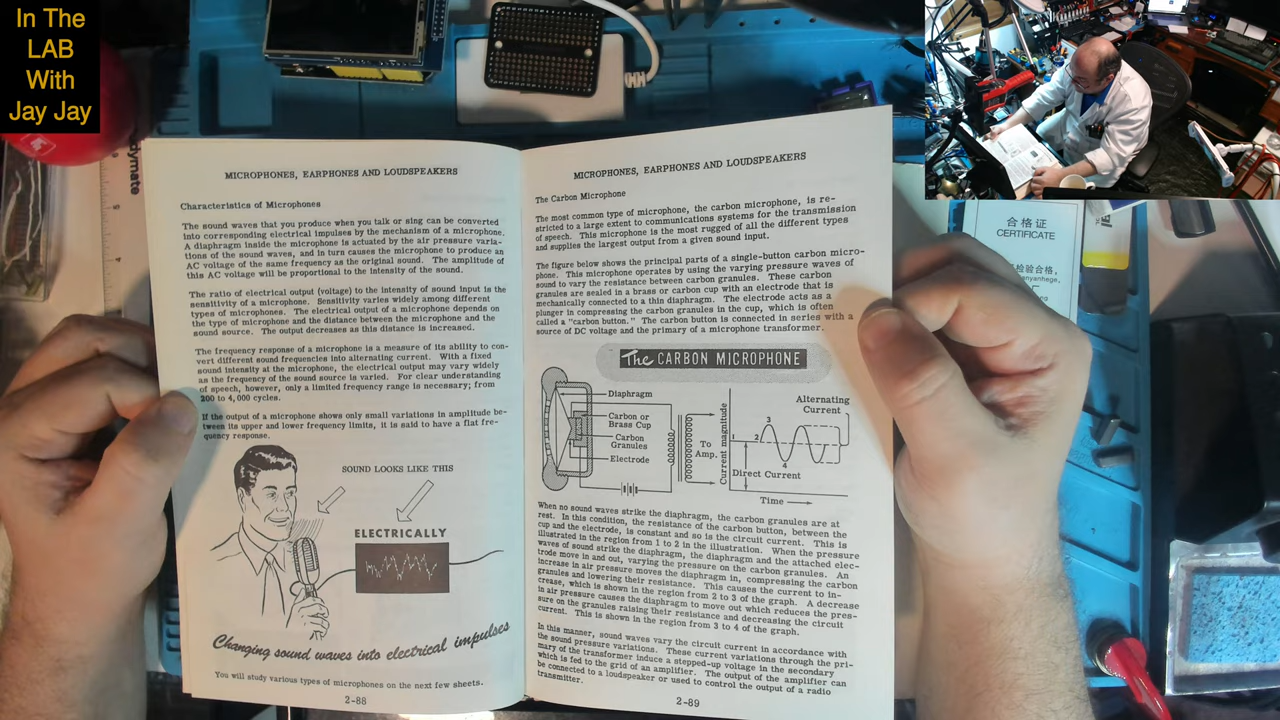 In The
LAB
With
Jay Jay
MICROPHONES, EARPHONES AND LOUDSPEAKERS
Characteristics of Microphones
The sound waves that you produce when you talk or sing can be converted
into corresponding electrical impulses by the mechanism of a microphone.
A diaphragm inside the microphone is actuated by the air pressure varia-
tions of the sound waves, and in turn causes the microphone to produce an
AC voltage of the same frequency as the original sound. The amplitude of
this AC voltage will be proportional to the intensity of the sound.
The ratio of electrical output (voltage) to the intensity of sound input is the
sensitivity of a microphone. Sensitivity varies widely among different
types of microphones. The electrical output of a microphone depends on
the type of microphone and the distance between the microphone and the
sound source. The output decreases as this distance is increased.
The frequency response of a microphone is a measure of its ability to con-
vert different sound frequencies into alternating current. With a fixed
sound intensity at the microphone, the electrical output may vary widely
as the frequency of the sound source is varied. For clear understanding
of speech, however, only a limited frequency range is necessary; from
200 to 4,000 cycles.
If the output of a microphone shows only small variations in amplitude be-
tween its upper and lower frequency limits, it is said to have a flat fre-
quency response.
SOUND LOOKS LIKE THIS
ELECTRICALLY
Changing sound waves into electrical impulses
You will study various types of microphones on the next few sheets.
2-88
MICROPHONES, EARPHONES AND LOUDSPEAKERS
The Carbon Microphone
The most common type of microphone, the carbon microphone, is re-
stricted to a large extent to communications systems for the transmission
of speech. This microphone is the most rugged of all the different types
and supplies the largest output from a given sound input.
The figure below shows the principal parts of a single-button carbon micro-
phone. This microphone operates by using the varying pressure waves of
sound to vary the resistance between carbon granules. These carbon
granules are sealed in a brass or carbon cup with an electrode that is
mechanically connected to a thin diaphragm. The electrode acts as a
plunger in compressing the carbon granules in the cup, which is often
called a "carbon button." The carbon button is connected in series with a
source of DC voltage and the primary of a microphone transformer.
The CARBON MICROPHONE
Diaphragm
Carbon or
Brass Cup
Carbon
Granules
Electrode
To
Amp.
Current magnitude
Alternating
Current
1
2
3
4
Direct Current
Time
When no sound waves strike the diaphragm, the carbon granules are at
rest. In this condition, the resistance of the carbon button, between the
cup and the electrode, is constant and so is the circuit current. This is
illustrated in the region from 1 to 2 in the illustration. When the pressure
waves of sound strike the diaphragm, the diaphragm and the attached elec-
trode move in and out, varying the pressure on the carbon granules. An
increase in air pressure moves the diaphragm in, compressing the carbon
granules and lowering their resistance. This causes the current to in-
crease, which is shown in the region from 2 to 3 of the graph. A decrease
in air pressure causes the diaphragm to move out which reduces the pres-
sure on the granules raising their resistance and decreasing the circuit
current. This is shown in the region from 3 to 4 of the graph.
In this manner, sound waves vary the circuit current in accordance with
the sound pressure variations. These current variations through the pri-
mary of the transformer induce a stepped-up voltage in the secondary
which is fed to the grid of an amplifier. The output of the amplifier can
be connected to a loudspeaker or used to control the output of a radio
transmitter.
2-89
合格证
CERTIFICATE
检验合格,